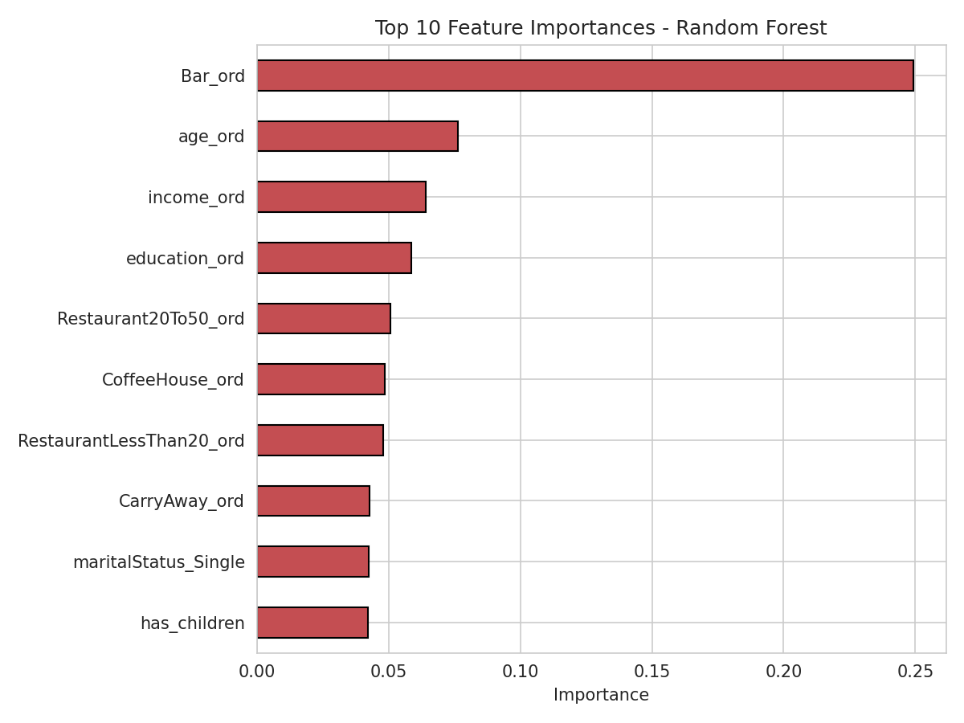 Top 10 Feature Importances - Random Forest
Bar_ord
age_ord
income_ord
education_ord
Restaurant20To50_ord
CoffeeHouse_ord
RestaurantLessThan20_ord
CarryAway_ord
maritalStatus_Single
has_children
0.00 0.05 0.10 0.15 0.20 0.25
Importance